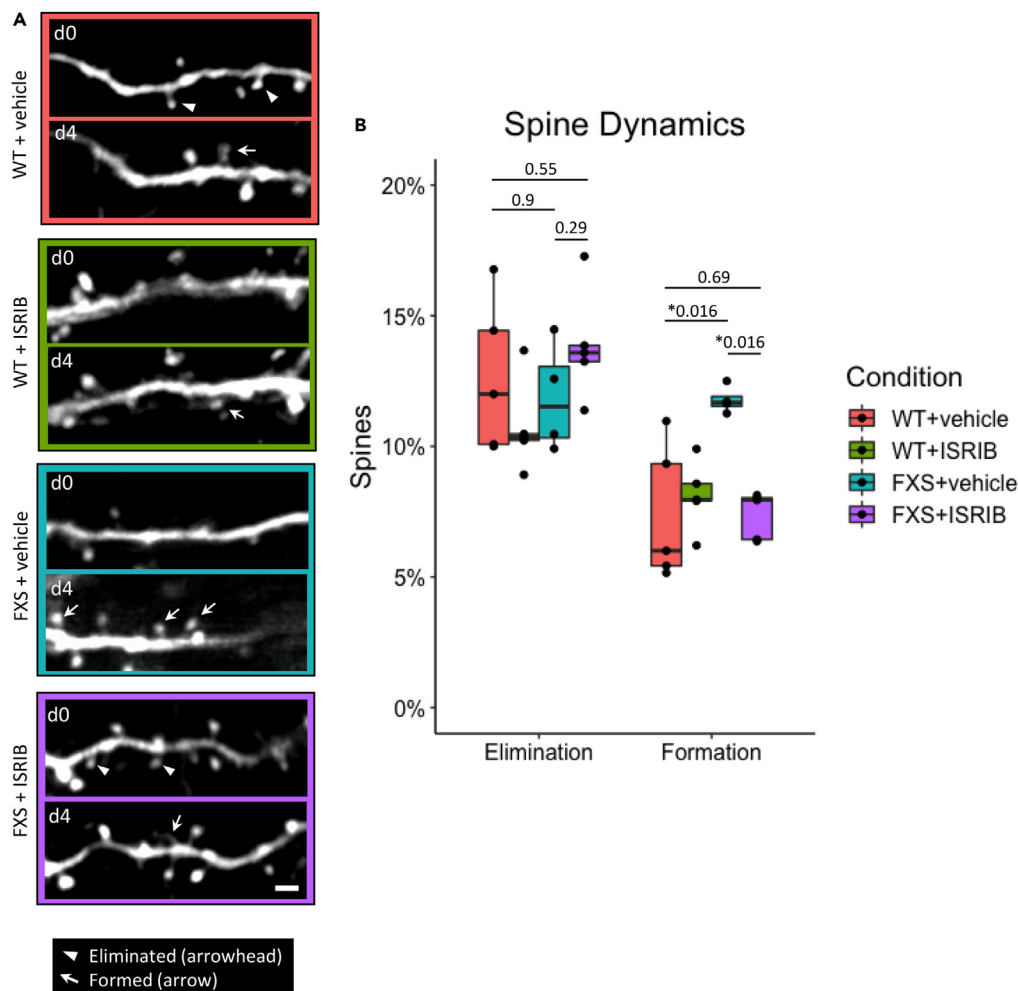 A
WT + vehicle
d0
d4
WT + ISRIB
d0
d4
FXS + vehicle
d0
d4
FXS + ISRIB
d0
d4
Eliminated (arrowhead)
Formed (arrow)
B
Spine Dynamics
Spines
20%
15%
10%
5%
0%
0.55
0.9
0.29
0.69
*0.016
*0.016
Elimination
Formation
Condition
WT+vehicle
WT+ISRIB
FXS+vehicle
FXS+ISRIB